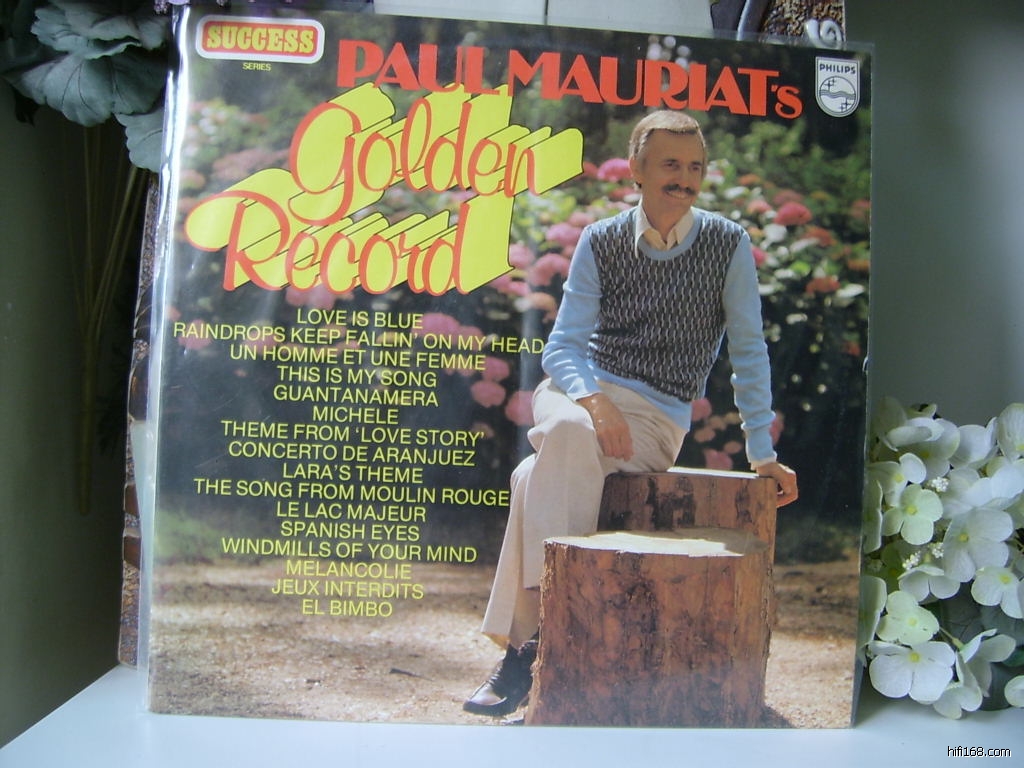 SUCCESS
SERIES
PAUL MAURIAT's
PHILIPS
Golden
Record
LOVE IS BLUE
RAINDROPS KEEP FALLIN' ON MY HEAD
UN HOMME ET UNE FEMME
THIS IS MY SONG
GUANTANAMERA
MICHELE
THEME FROM 'LOVE STORY'
CONCERTO DE ARANJUEZ
LARA'S THEME
THE SONG FROM MOULIN ROUGE
LE LAC MAJEUR
SPANISH EYES
WINDMILLS OF YOUR MIND
MELANCOLIE
JEUX INTERDITS
EL BIMBO
hifi168.com